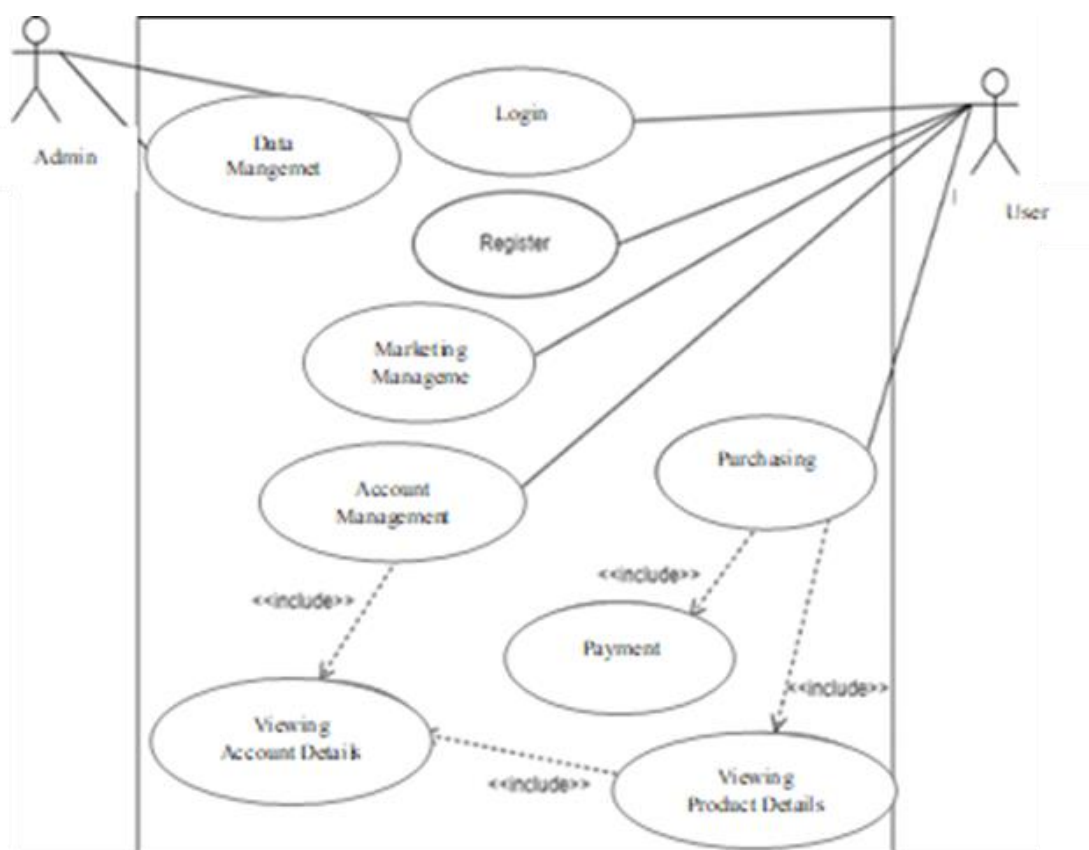 Login
Data
Mangemet
Admin
User
Register
Marketing
Manageme
Purchasing
Account
Management
<<include>>
<<include>>
Payment
<<include>>
Viewing
Account Details
<<include>>
Viewing
Product Details